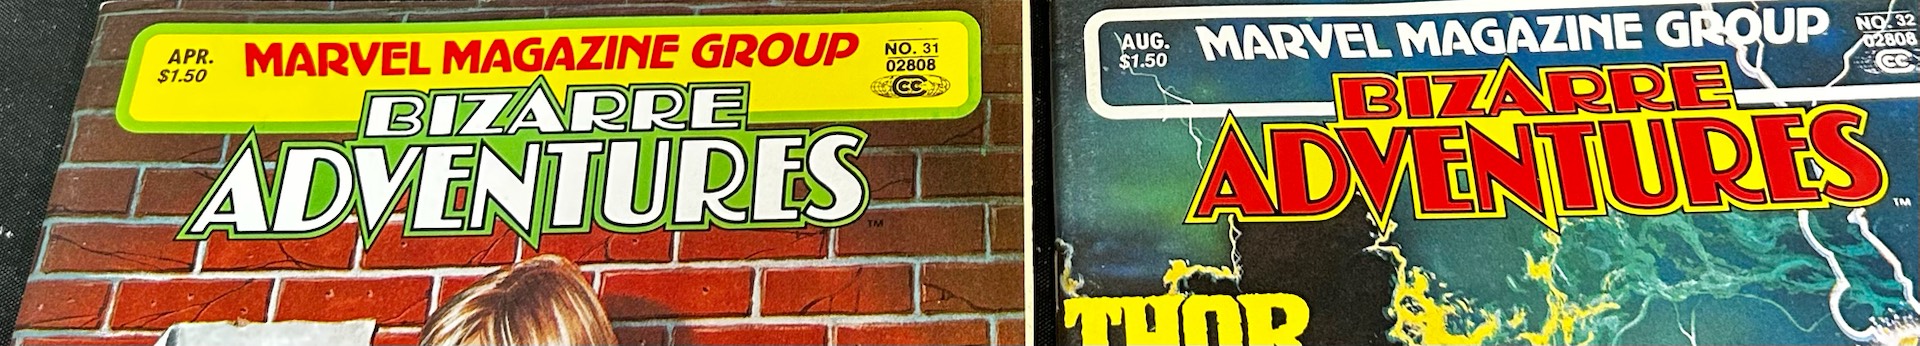 APR.
$1.50
MARVEL MAGAZINE GROUP
NO. 31
02808
CC
BIZARRE
ADVENTURES
TM
AUG.
$1.50
MARVEL MAGAZINE GROUP
NO. 32
02808
CC
BIZARRE
ADVENTURES
TM
THOR